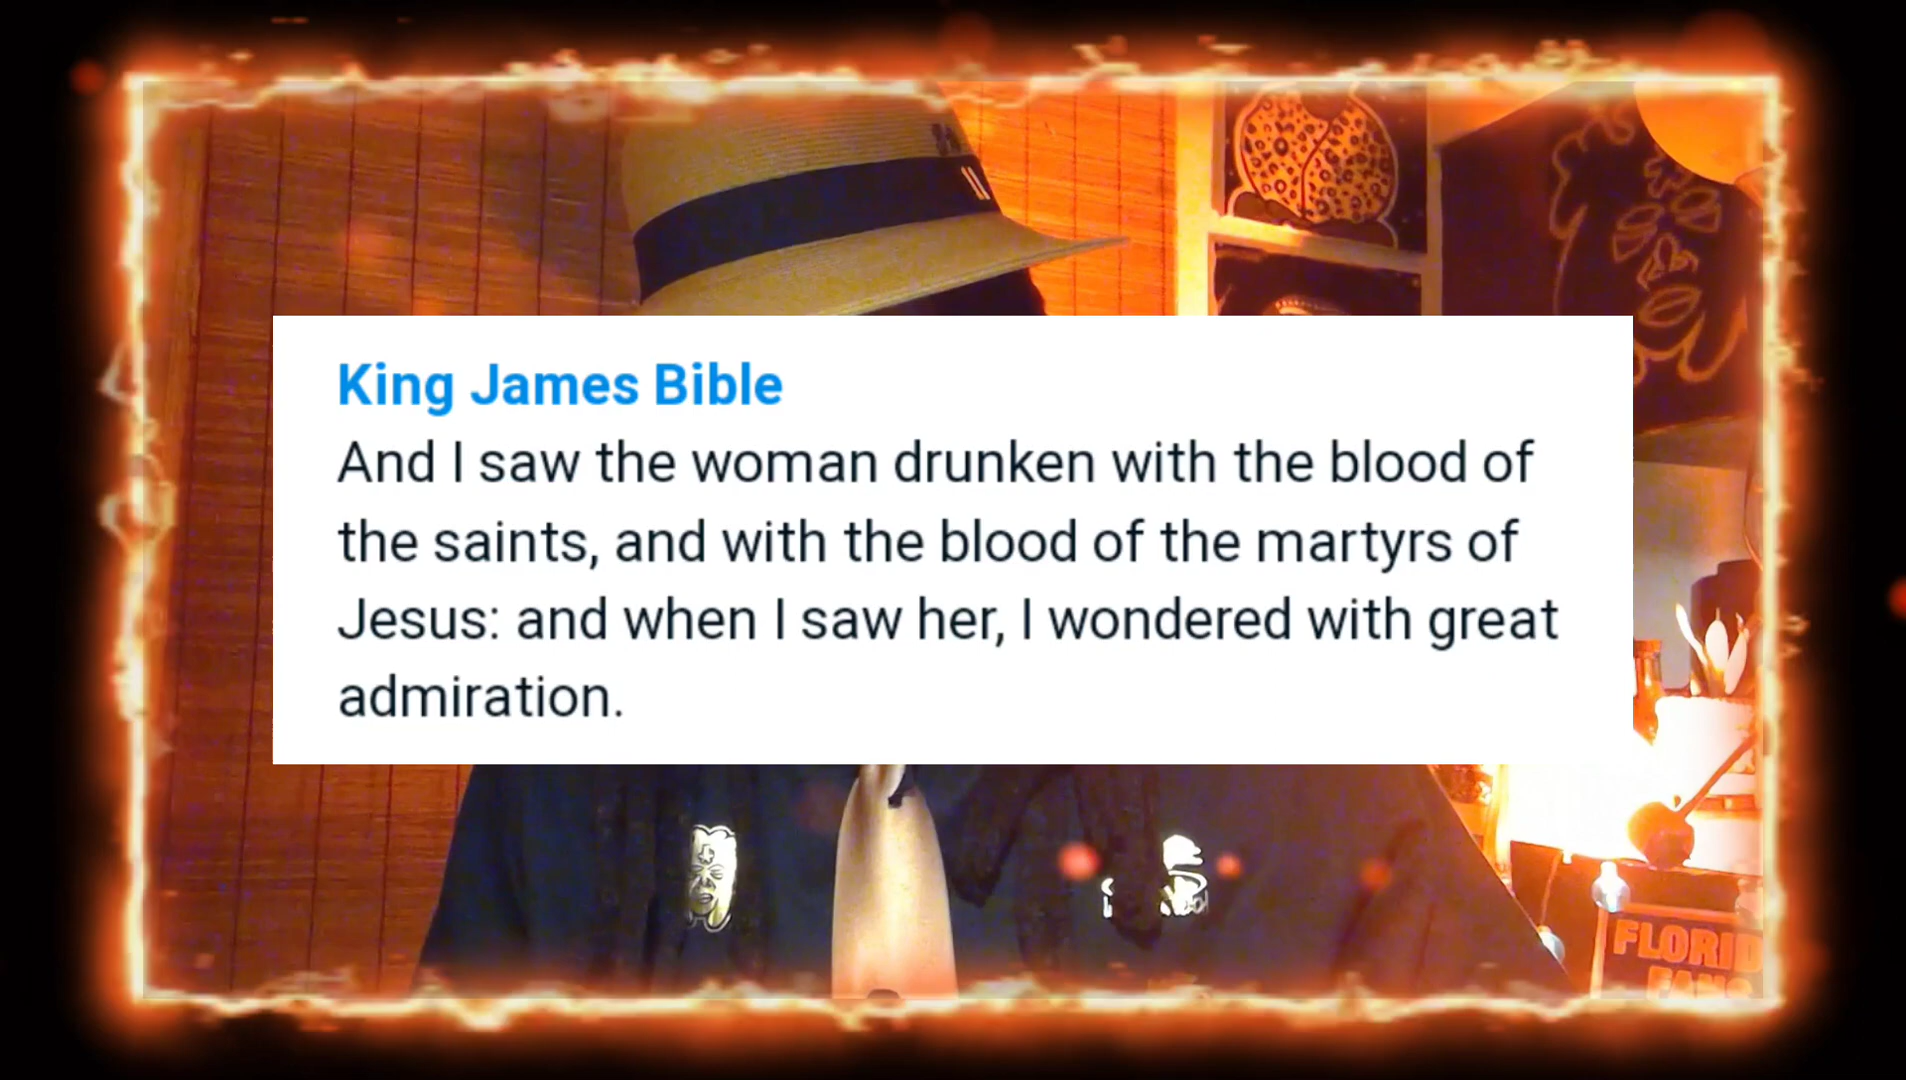 King James Bible
And I saw the woman drunken with the blood of
the saints, and with the blood of the martyrs of
Jesus: and when I saw her, I wondered with great
admiration.
FLORID